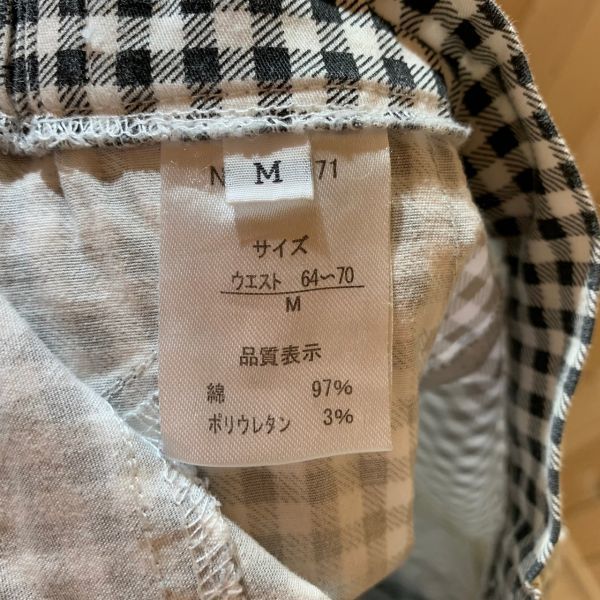 N M 71
サイズ
ウエスト 64~70
M
品質表示
綿 97%
ポリウレタン 3%